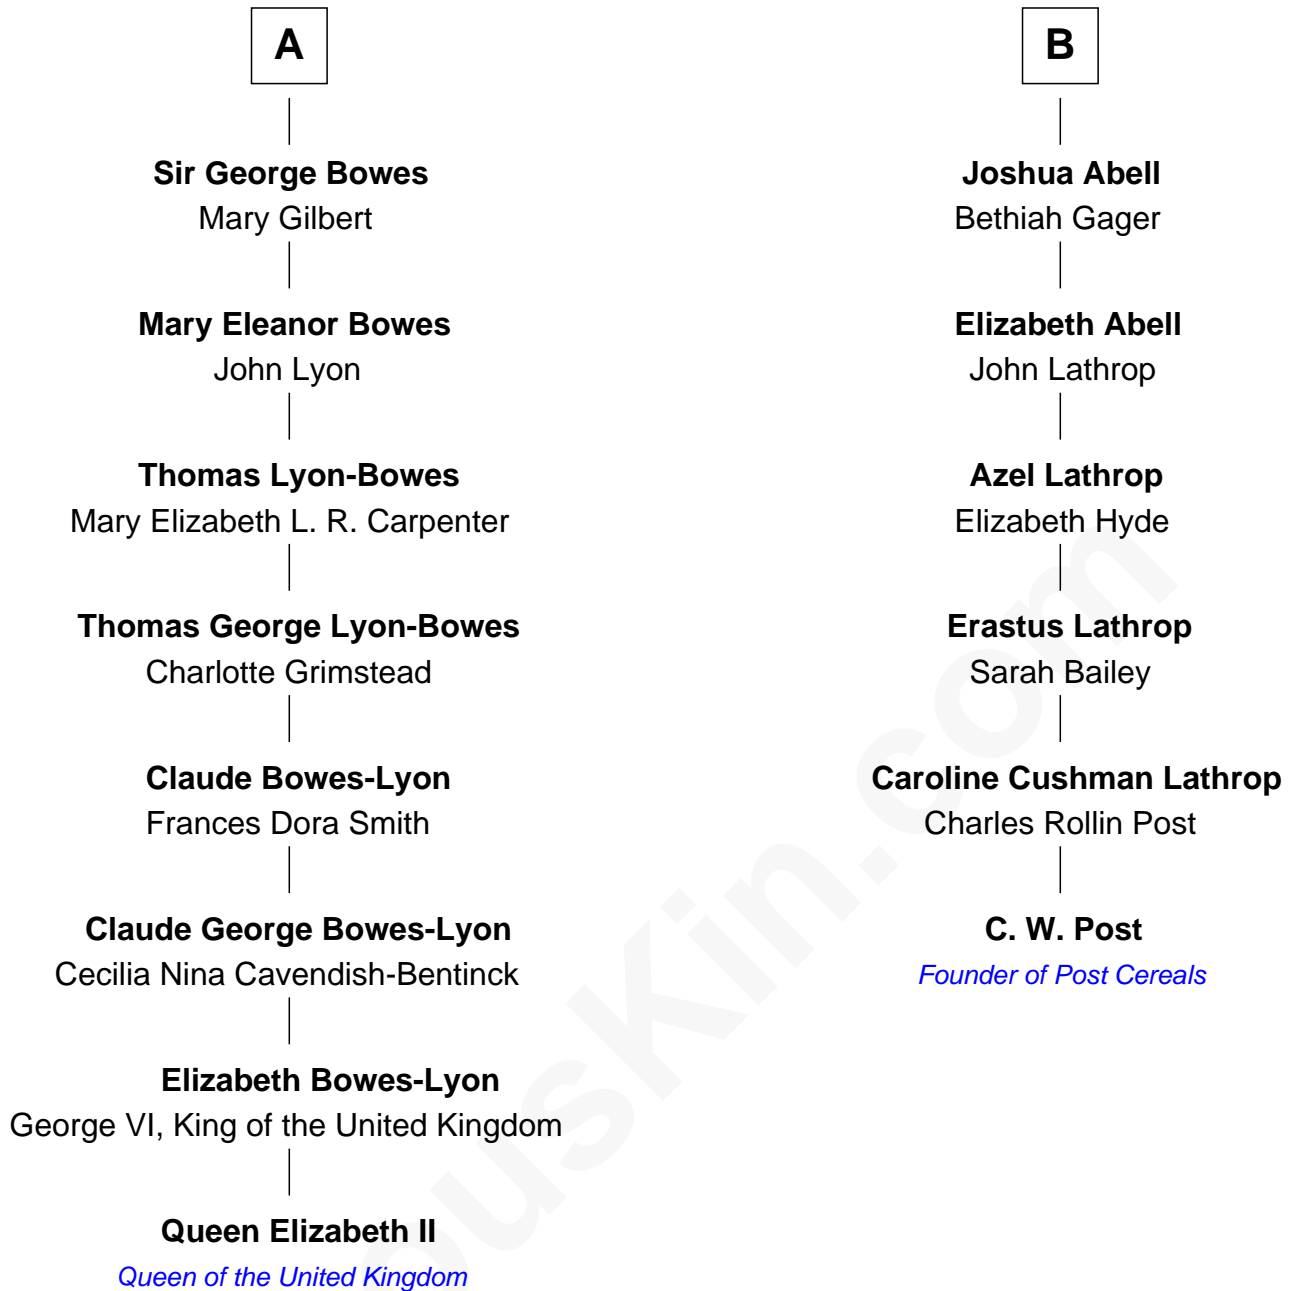 A
Sir George Bowes
Mary Gilbert
Mary Eleanor Bowes
John Lyon
Thomas Lyon-Bowes
Mary Elizabeth L. R. Carpenter
Thomas George Lyon-Bowes
Charlotte Grimstead
Claude Bowes-Lyon
Frances Dora Smith
Claude George Bowes-Lyon
Cecilia Nina Cavendish-Bentinck
Elizabeth Bowes-Lyon
George VI, King of the United Kingdom
Queen Elizabeth II
Queen of the United Kingdom
B
Joshua Abell
Bethiah Gager
Elizabeth Abell
John Lathrop
Azel Lathrop
Elizabeth Hyde
Erastus Lathrop
Sarah Bailey
Caroline Cushman Lathrop
Charles Rollin Post
C. W. Post
Founder of Post Cereals
ousKin.com